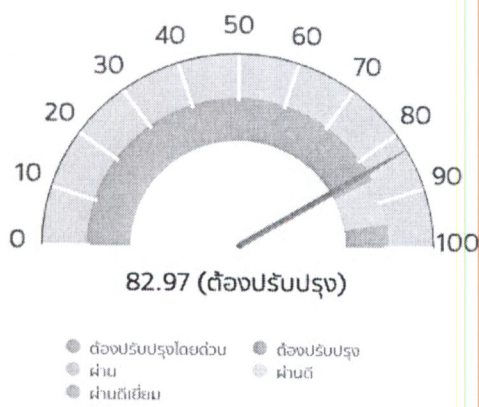 50
40 60
30 70
20 80
10 90
0 100
82.97 (ต้องปรับปรุง)
ต้องปรับปรุงโดยด่วน ต้องปรับปรุง
ผ่าน ผ่านดี
ผ่านดีเยี่ยม